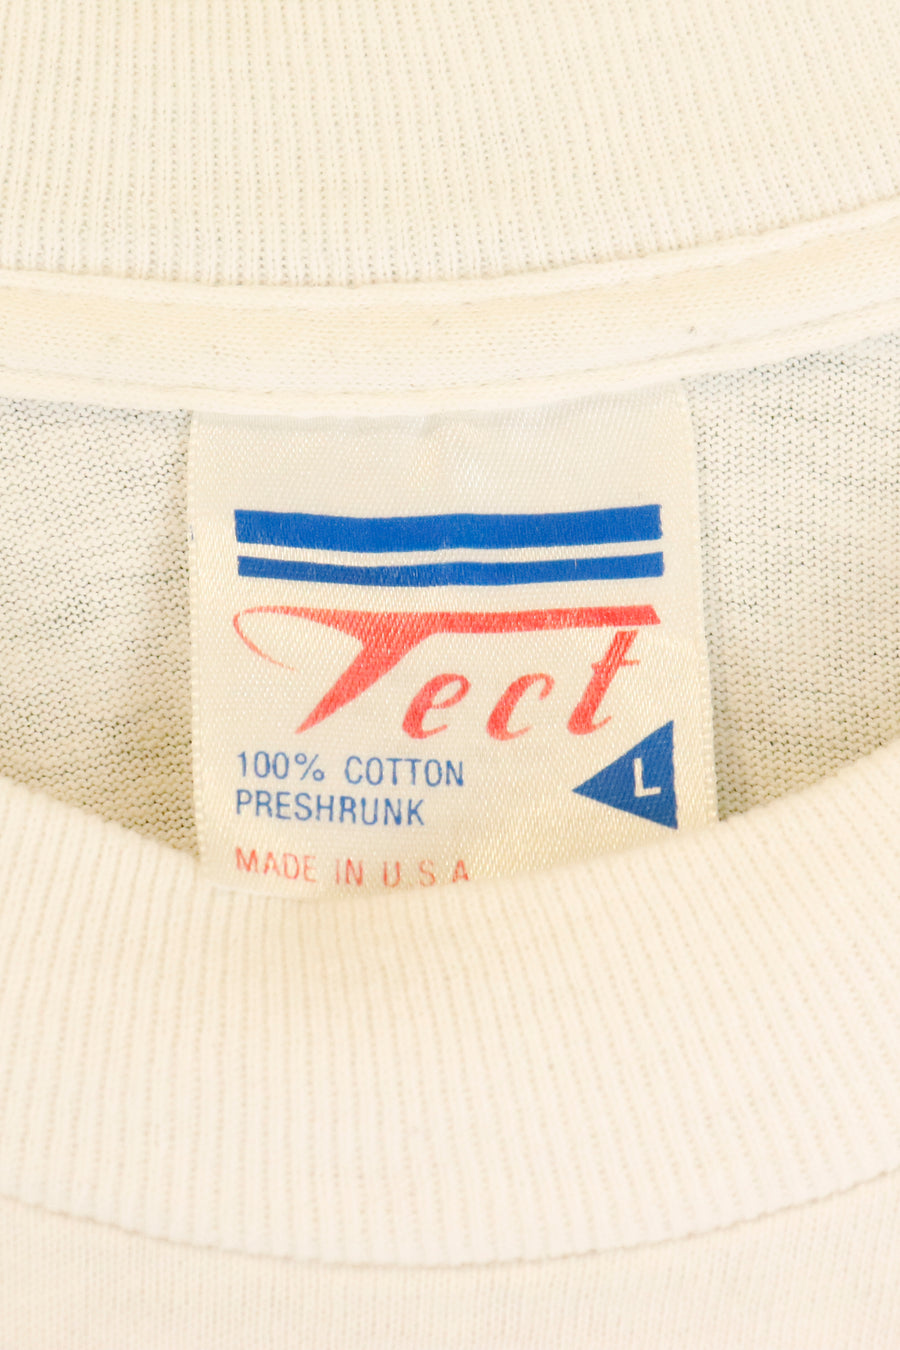 Tect
100% COTTON
PRESHRUNK
L
MADE IN U.S.A